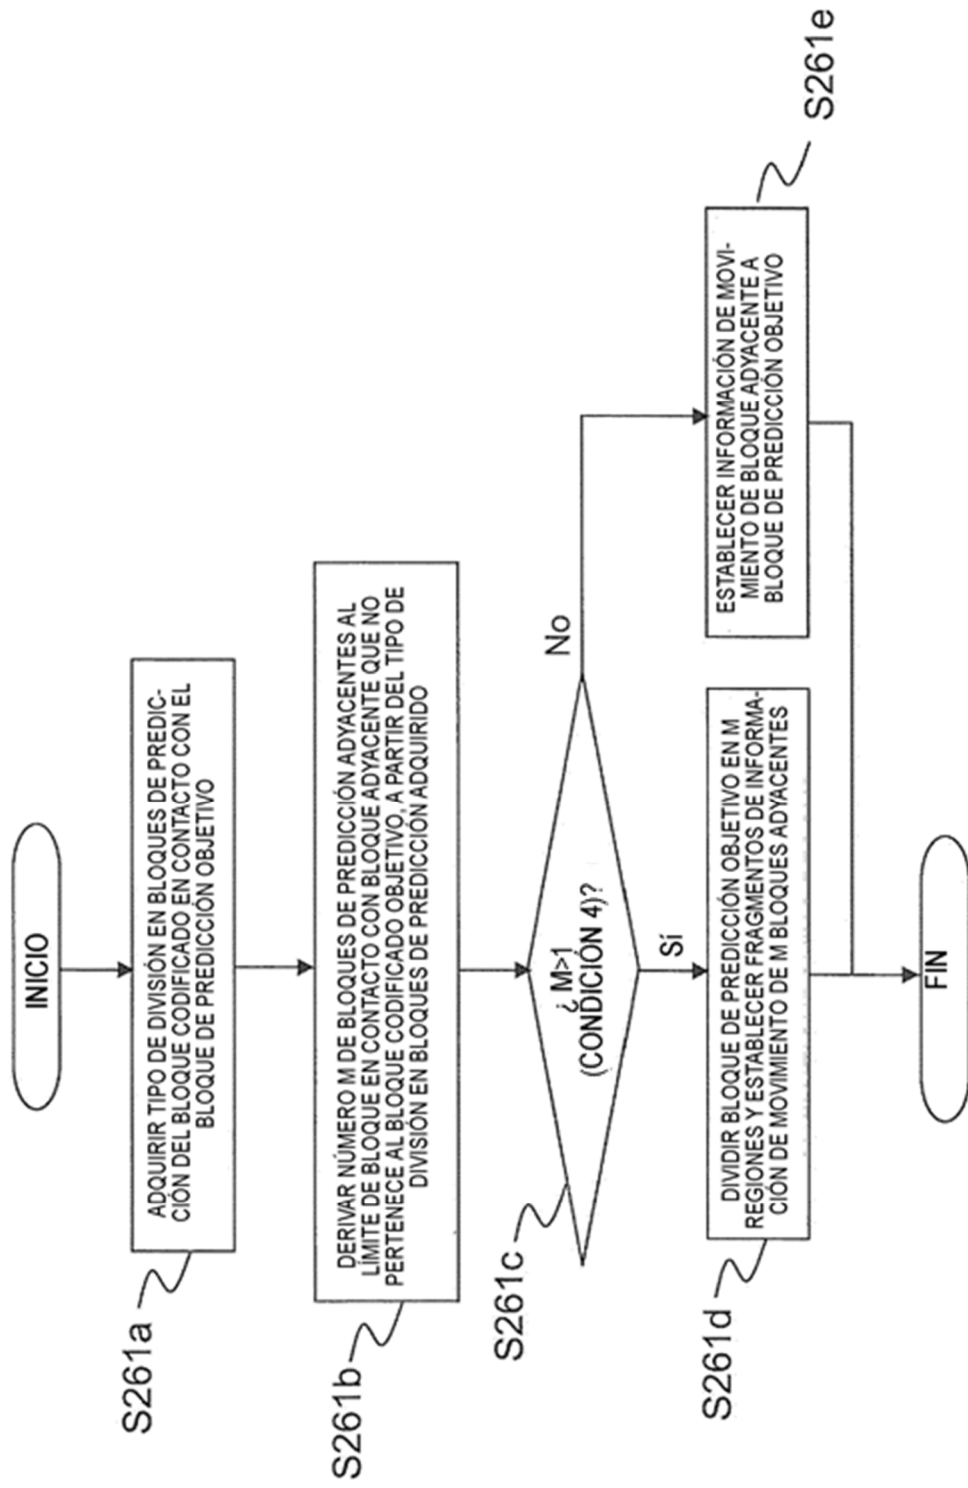 INICIO
S261a
ADQUIRIR TIPO DE DIVISIÓN EN BLOQUES DE PREDIC-
CIÓN DEL BLOQUE CODIFICADO EN CONTACTO CON EL
BLOQUE DE PREDICCIÓN OBJETIVO
S261b
DERIVAR NÚMERO M DE BLOQUES DE PREDICCIÓN ADYACENTES AL
LÍMITE DE BLOQUE EN CONTACTO CON BLOQUE ADYACENTE QUE NO
PERTENECE AL BLOQUE CODIFICADO OBJETIVO, A PARTIR DEL TIPO DE
DIVISIÓN EN BLOQUES DE PREDICCIÓN ADQUIRIDO
S261c
¿ M>1
(CONDICIÓN 4)?
No
Sí
S261d
DIVIDIR BLOQUE DE PREDICCIÓN OBJETIVO EN M
REGIONES Y ESTABLECER FRAGMENTOS DE INFORMA-
CIÓN DE MOVIMIENTO DE M BLOQUES ADYACENTES
ESTABLECER INFORMACIÓN DE MOVI-
MIENTO DE BLOQUE ADYACENTE A
BLOQUE DE PREDICCIÓN OBJETIVO
S261e
FIN